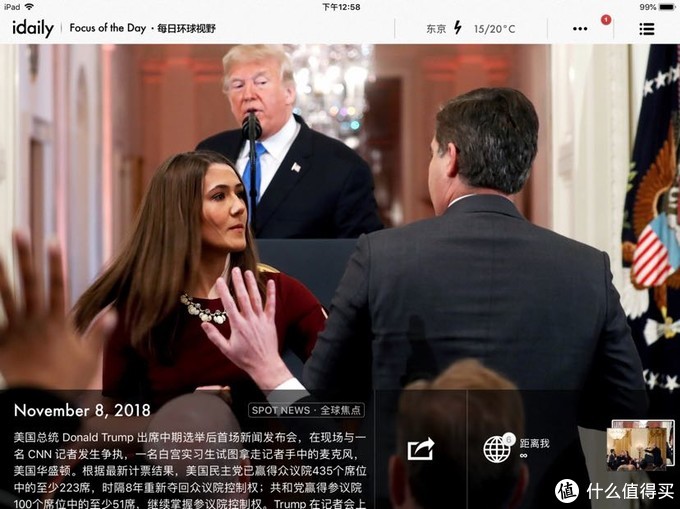 iPad 下午12:58 99%
idaily Focus of the Day · 每日环球视野 东京 15/20°C
November 8, 2018 SPOT NEWS · 全球焦点
美国总统 Donald Trump 出席中期选举后首场新闻发布会，在现场与一
名 CNN 记者发生争执，一名白宫实习生试图拿走需要的麦克风，
美国华盛顿。根据最新计票结果，美国民主党已赢得众议院435个席位
中的至少223席，时隔8年重新夺回众议院控制权；共和党赢得参议院
100个席位中的至少51席，继续掌握参议院控制权。Trump 在记者会上
6
距离我
∞
值 什么值得买